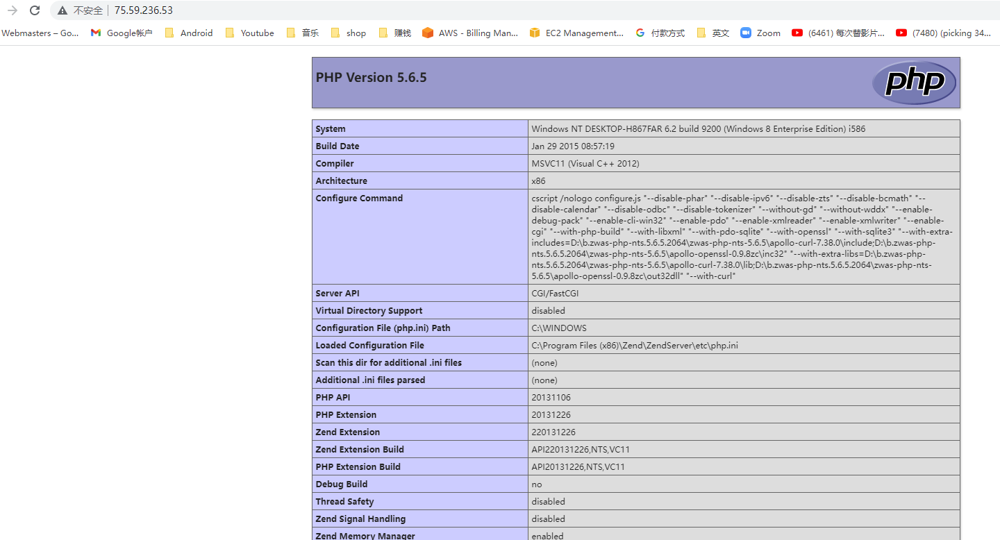 不安全 75.59.236.53
Webmasters – Go... Google帐户 Android Youtube 音乐 shop 赚钱 AWS - Billing Man... EC2 Management... 付款方式 英文 Zoom (6461) 每次替影片... (7480) (picking 34...
PHP Version 5.6.5
php
System Windows NT DESKTOP-H867FAR 6.2 build 9200 (Windows 8 Enterprise Edition) i586
Build Date Jan 29 2015 08:57:19
Compiler MSVC11 (Visual C++ 2012)
Architecture x86
Configure Command cscript /nologo configure.js "--disable-phar" "--disable-ipv6" "--disable-zts" "--disable-bcmath" "--
disable-calendar" "--disable-odbc" "--disable-tokenizer" "--without-gd" "--without-wddx" "--enable-
debug-pack" "--enable-cli-win32" "--enable-pdo" "--enable-xmlreader" "--enable-xmlwriter" "--enable-
cgi" "--with-php-build" "--with-libxml" "--with-pdo-sqlite" "--with-openssl" "--with-sqlite3" "--with-extra-
includes=D:\b.zwas-php-nts.5.6.5.2064\zwas-php-nts-5.6.5\apollo-curl-7.38.0\include;D:\b.zwas-php-
nts.5.6.5.2064\zwas-php-nts-5.6.5\apollo-openssl-0.9.8zc\inc32" "--with-extra-libs=D:\b.zwas-php-
nts.5.6.5.2064\zwas-php-nts-5.6.5\apollo-curl-7.38.0\lib;D:\b.zwas-php-nts.5.6.5.2064\zwas-php-nts-
5.6.5\apollo-openssl-0.9.8zc\out32dll" "--with-curl"
Server API CGI/FastCGI
Virtual Directory Support disabled
Configuration File (php.ini) Path C:\WINDOWS
Loaded Configuration File C:\Program Files (x86)\Zend\ZendServer\etc\php.ini
Scan this dir for additional .ini files (none)
Additional .ini files parsed (none)
PHP API 20131106
PHP Extension 20131226
Zend Extension 220131226
Zend Extension Build API220131226,NTS,VC11
PHP Extension Build API20131226,NTS,VC11
Debug Build no
Thread Safety disabled
Zend Signal Handling disabled
Zend Memory Manager enabled